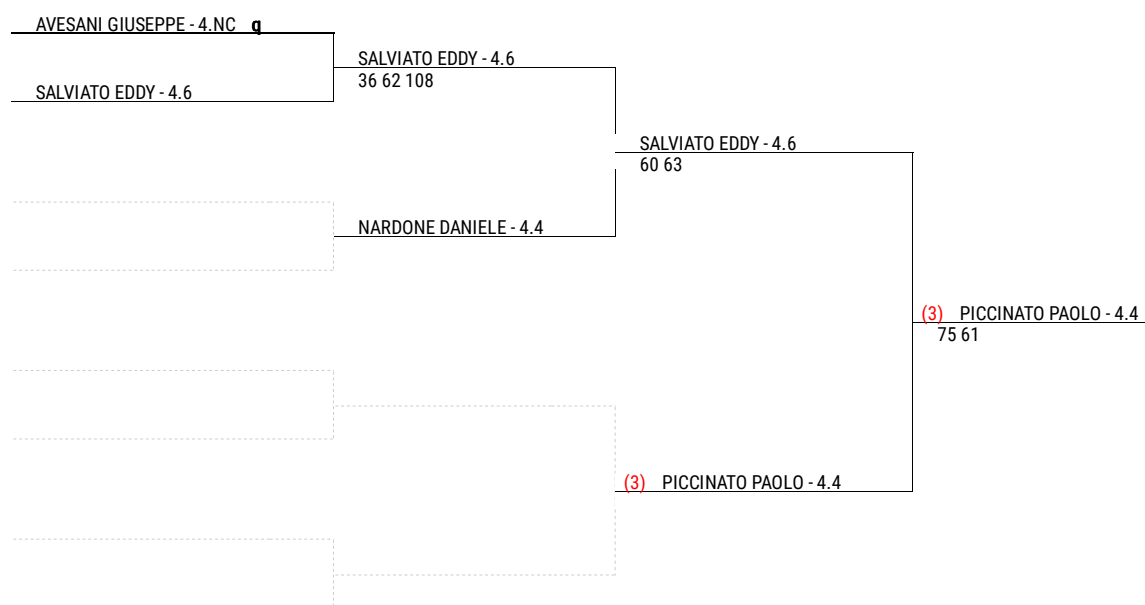 AVESANI GIUSEPPE - 4.NC q
SALVIATO EDDY - 4.6
36 62 108
SALVIATO EDDY - 4.6
SALVIATO EDDY - 4.6
60 63
NARDONE DANIELE - 4.4
(3) PICCINATO PAOLO - 4.4
75 61
(3) PICCINATO PAOLO - 4.4